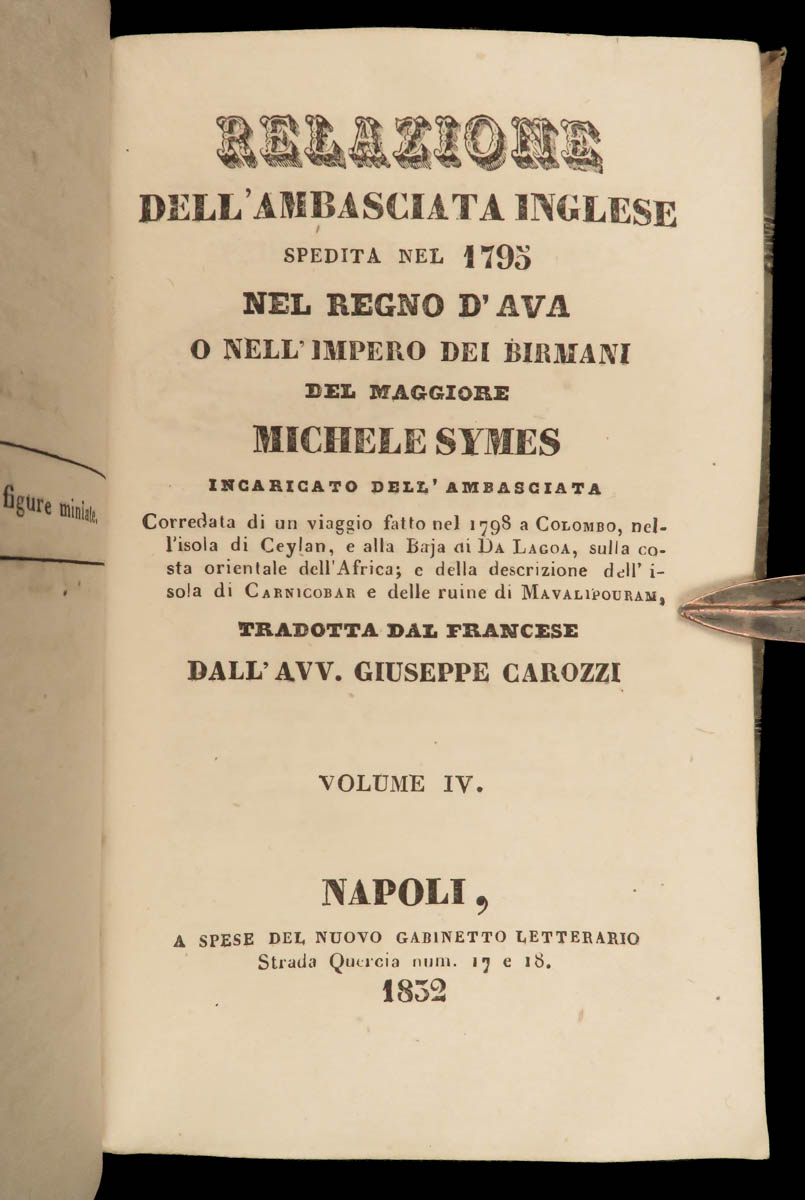 figure miniate,
RELAZIONE
DELL'AMBASCIATA INGLESE
SPEDITA NEL 1795
NEL REGNO D'AVA
O NELL'IMPERO DEI BIRMANI
DEL MAGGIORE
MICHELE SYMES
INCARICATO DELL'AMBASCIATA
Corredata di un viaggio fatto nel 1798 a COLOMBO, nel-
l'isola di Ceylan, e alla Baja di DA LAGOA, sulla co-
sta orientale dell'Africa; e della descrizione dell' i-
sola di CARNICOBAR e delle ruine di MAVALIPOURAM,
TRADOTTA DAL FRANCESE
DALL'AVV. GIUSEPPE CAROZZI
VOLUME IV.
NAPOLI,
A SPESE DEL NUOVO GABINETTO LETTERARIO
Strada Quercia num. 17 e 18.
1832